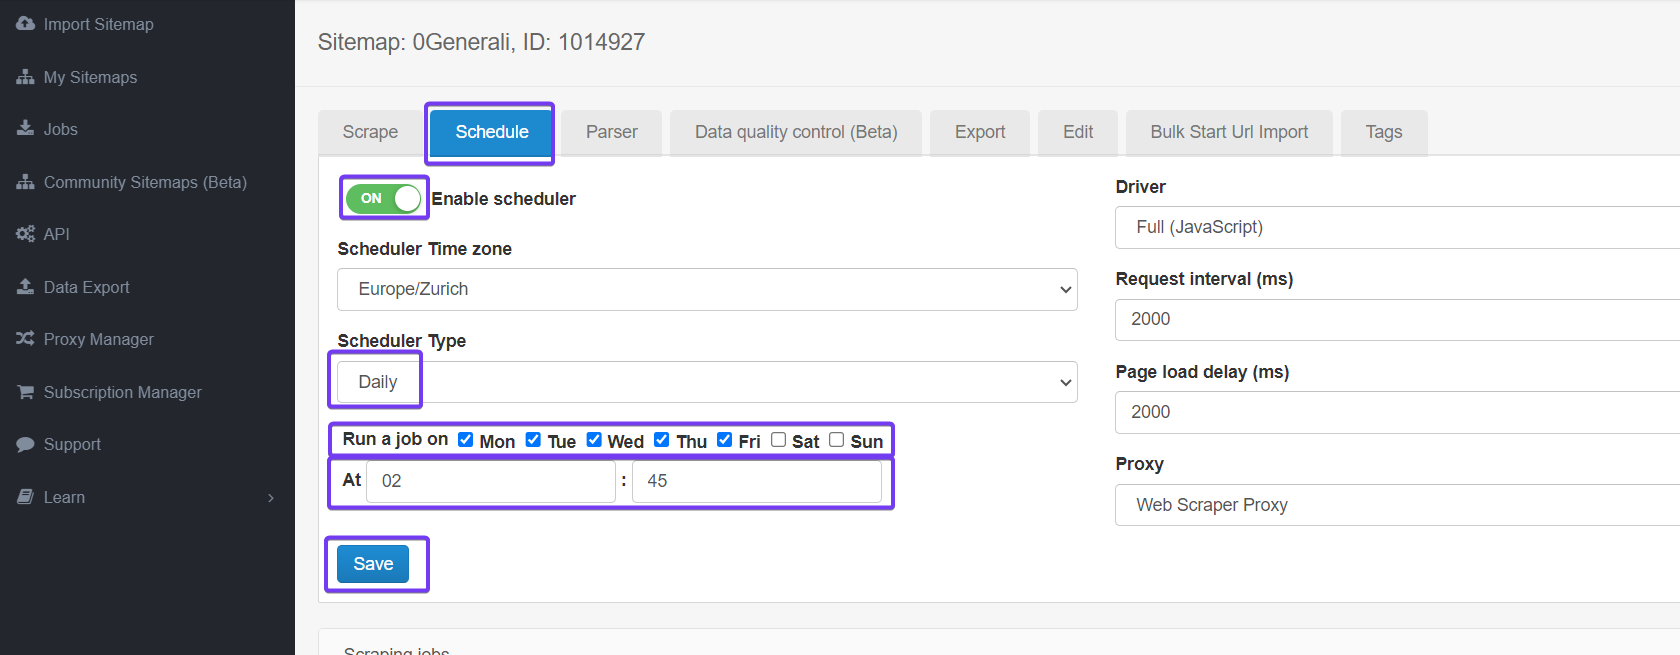 Import Sitemap
My Sitemaps
Jobs
Community Sitemaps (Beta)
API
Data Export
Proxy Manager
Subscription Manager
Support
Learn
Sitemap: 0Generali, ID: 1014927
Scrape Schedule Parser Data quality control (Beta) Export Edit Bulk Start Url Import Tags
ON Enable scheduler
Scheduler Time zone
Europe/Zurich
Scheduler Type
Daily
Run a job on Mon Tue Wed Thu Fri Sat Sun
At 02 : 45
Save
Driver
Full (JavaScript)
Request interval (ms)
2000
Page load delay (ms)
2000
Proxy
Web Scraper Proxy
Scraping jobs